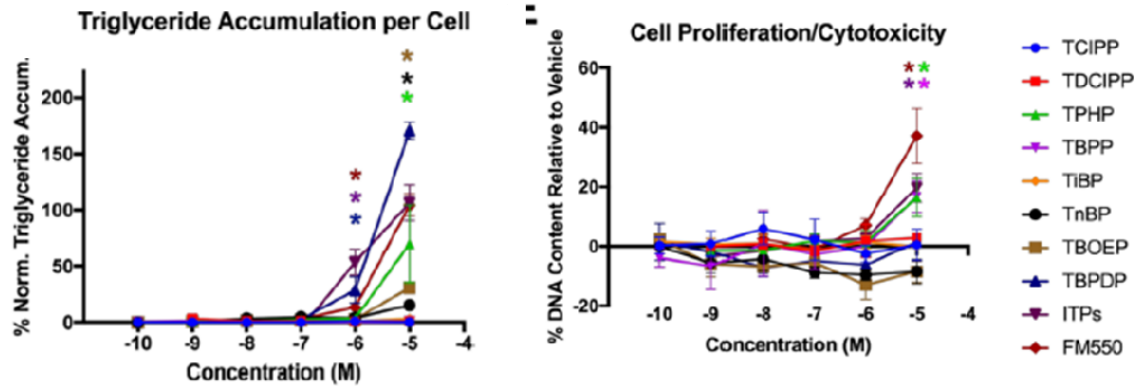 Triglyceride Accumulation per Cell
% Norm. Triglyceride Accum.
200
150
100
50
0
* * *
* * *
-10 -9 -8 -7 -6 -5 -4
Concentration (M)
Cell Proliferation/Cytotoxicity
% DNA Content Relative to Vehicle
60
40
20
0
-20
* *
* *
-10 -9 -8 -7 -6 -5 -4
Concentration (M)
TCIPP
TDCIPP
TPHP
TBPP
TiBP
TnBP
TBOEP
TBPDP
ITPs
FM550